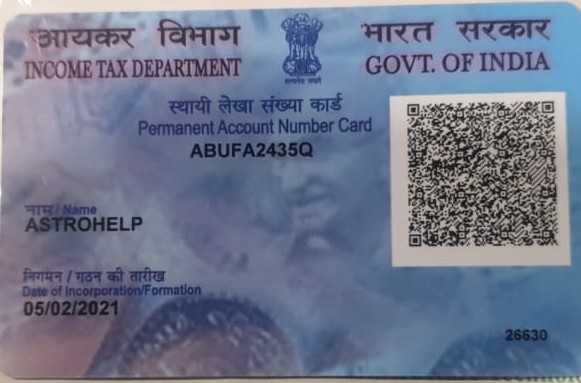 आयकर विभाग
INCOME TAX DEPARTMENT
सत्यमेव जयते
भारत सरकार
GOVT. OF INDIA
स्थायी लेखा संख्या कार्ड
Permanent Account Number Card
ABUFA2435Q
नाम / Name
ASTROHELP
निगमन / गठन की तारीख
Date of Incorporation/Formation
05/02/2021
26630